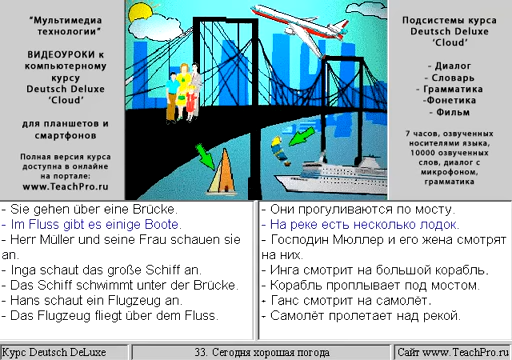 "Мультимедиа
технологии"
ВИДЕОУРОКИ к
компьютерному
курсу
Deutsch Deluxe
'Cloud'
для планшетов и
смартфонов
Полная версия курса
доступна в онлайне
на портале:
www.TeachPro.ru
Подсистемы курса
Deutsch Deluxe
'Cloud'
- Диалог
- Словарь
- Грамматика
-Фонетика
- Фильм
7 часов, озвученных
носителями языка,
10000 озвученных
слов, диалог с
микрофоном,
грамматика
- Sie gehen über eine Brücke.
- Im Fluss gibt es einige Boote.
- Herr Müller und seine Frau schauen sie
an.
- Inga schaut das große Schiff an.
- Das Schiff schwimmt unter der Brücke.
- Hans schaut ein Flugzeug an.
- Das Flugzeug fliegt über dem Fluss.
- Они прогуливаются по мосту.
- На реке есть несколько лодок.
- Господин Мюллер и его жена смотрят
на них.
- Инга смотрит на большой корабль.
- Корабль проплывает под мостом.
- Ганс смотрит на самолёт.
- Самолёт пролетает над рекой.
Курс Deutsch DeLuxe
33. Сегодня хорошая погода
Сайт www.TeachPro.ru